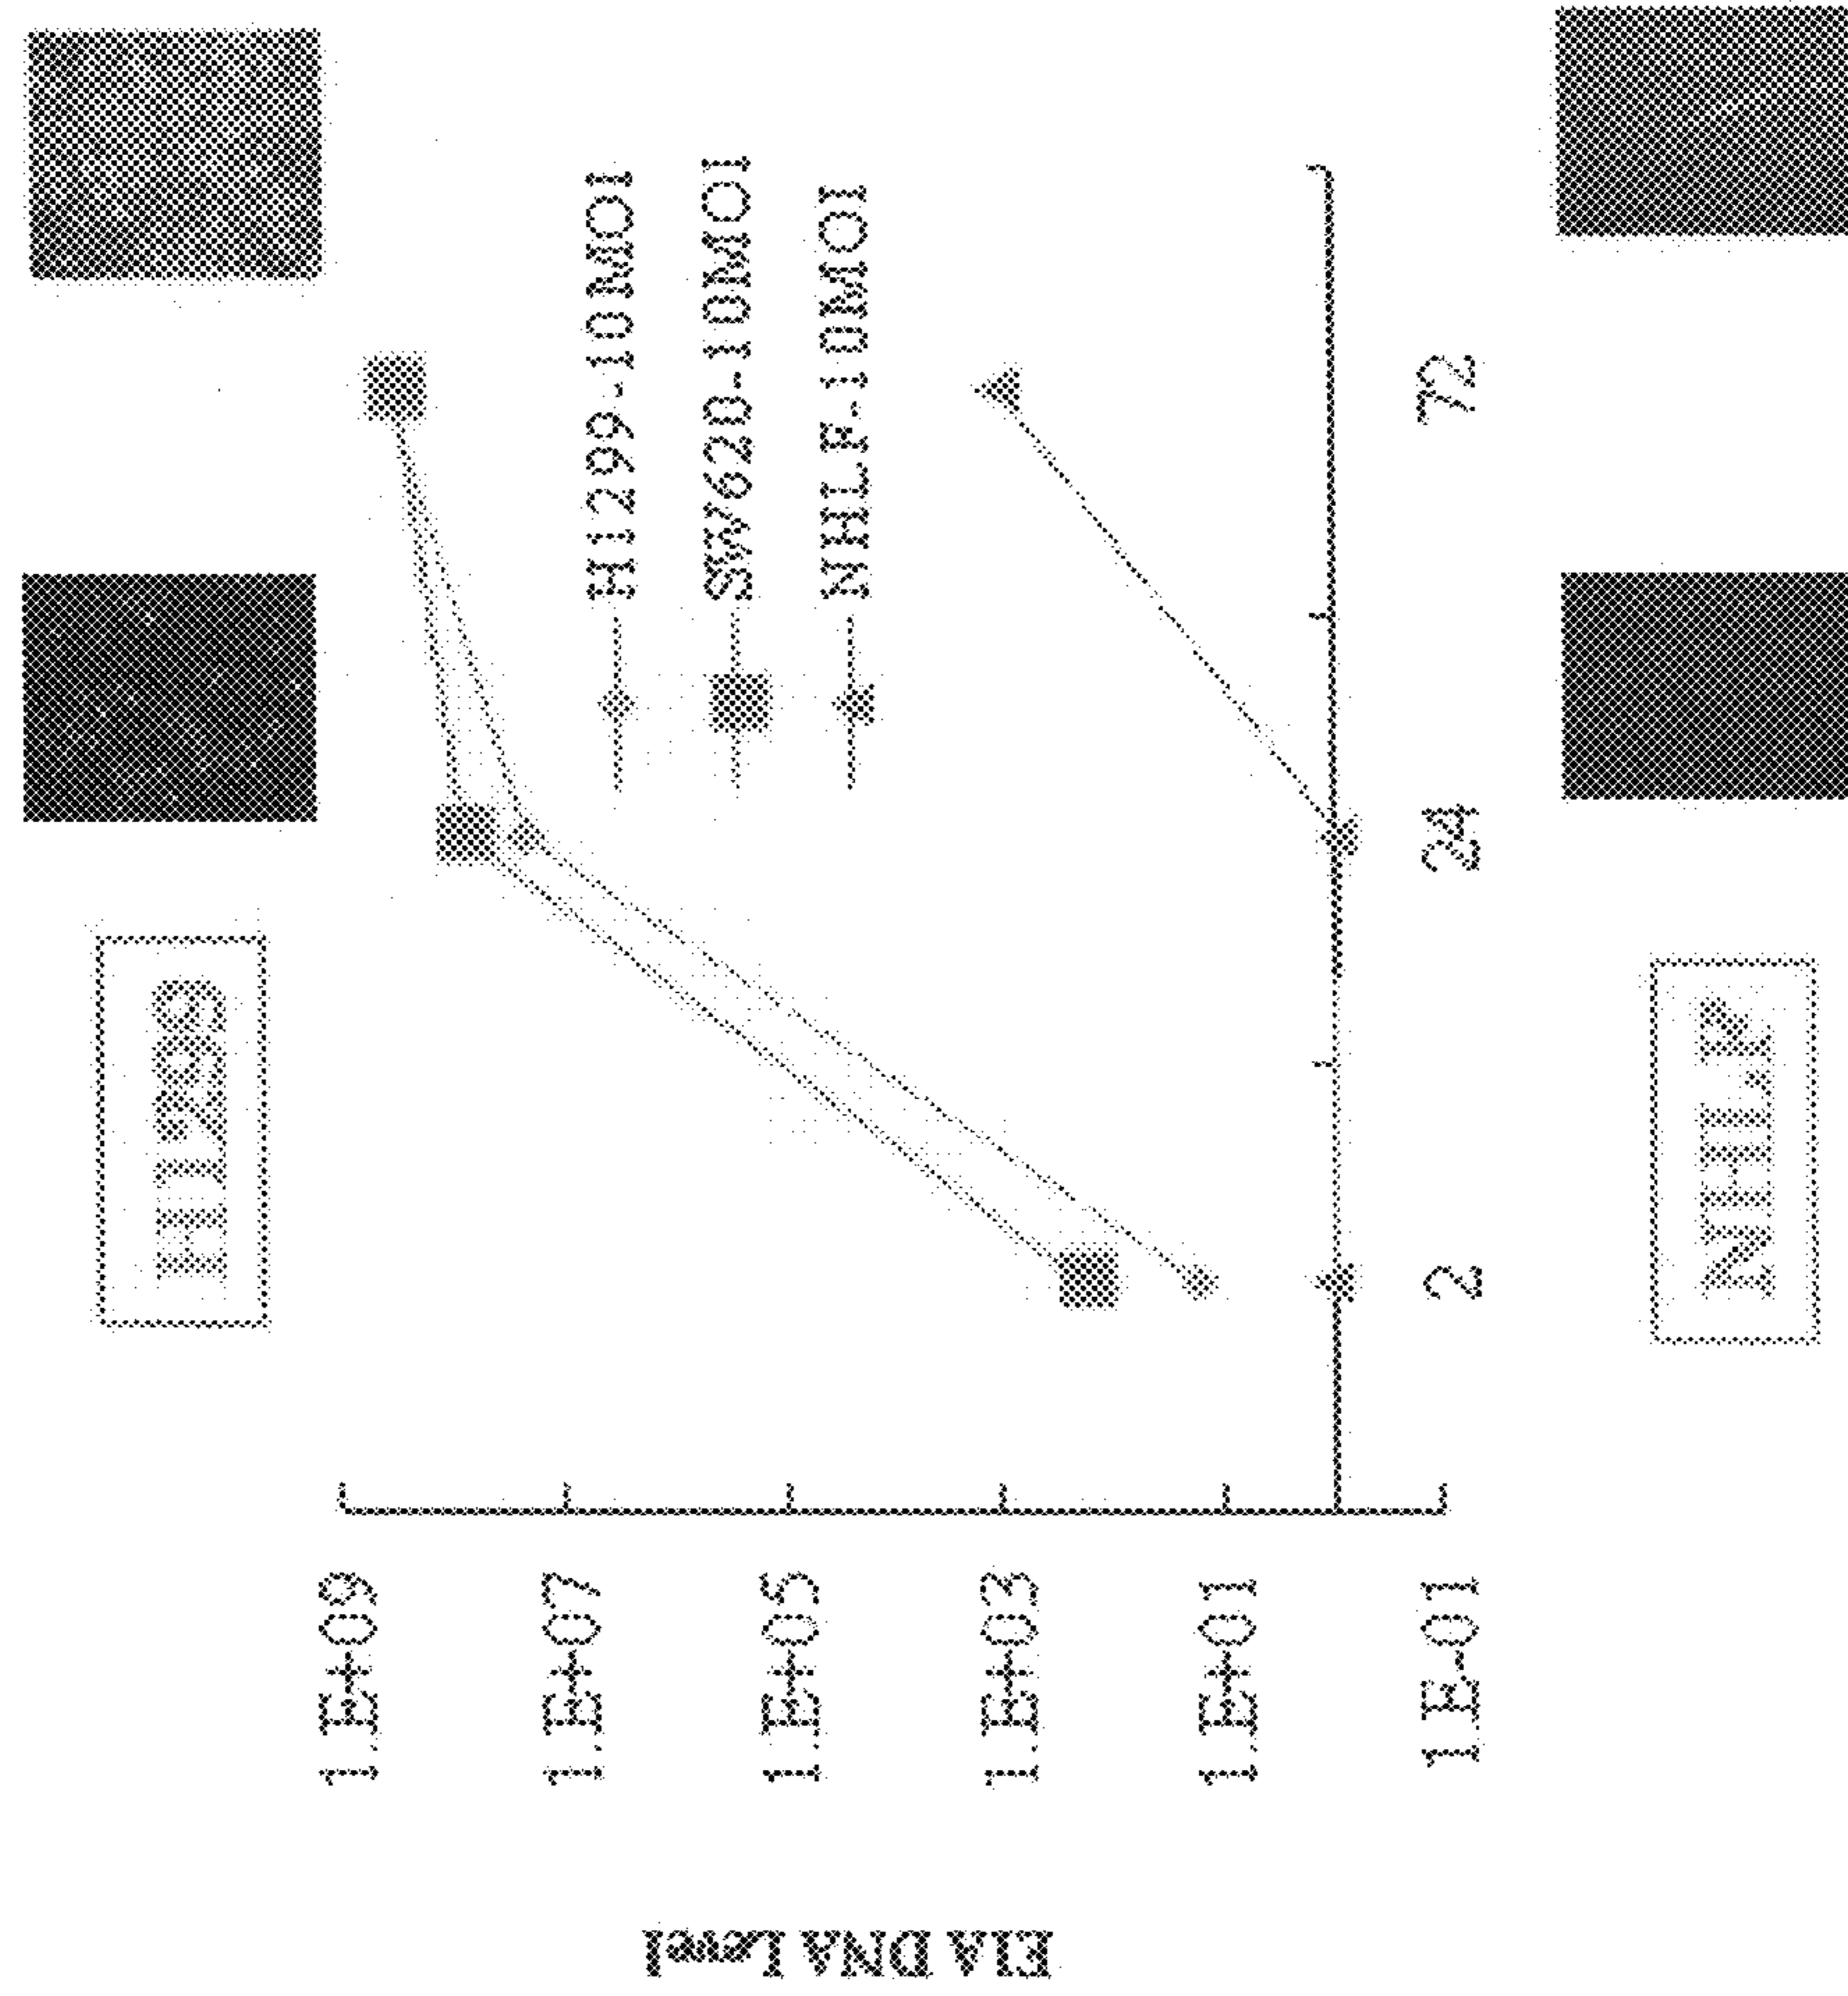 H1299
1.E+09
1.E+07
1.E+05
1.E+03
1.E+01
1.E-01
E1A DNA Level
H1299-10MOI
SW620-10MOI
NHLF-10MOI
2
24
72
NHLF